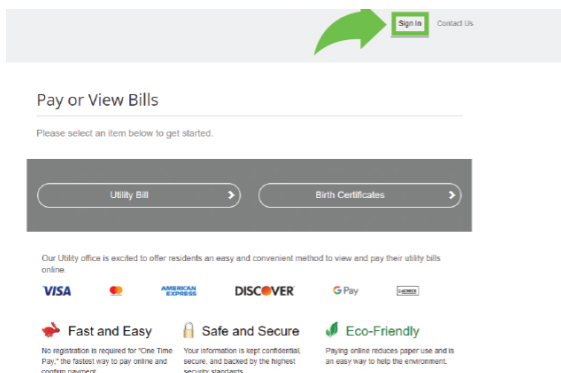 Sign In Contact Us
Pay or View Bills
Please select an item below to get started.
Utility Bill Birth Certificates
Our Utility office is excited to offer residents an easy and convenient method to view and pay their utility bills
online.
VISA AMERICAN EXPRESS DISCOVER G Pay
Fast and Easy Safe and Secure Eco-Friendly
No registration is required for "One Time Your information is kept confidential, Paying online reduces paper use and is
Pay," the fastest way to pay online and secure, and backed by the highest an easy way to help the environment.
confirm payment. security standards.